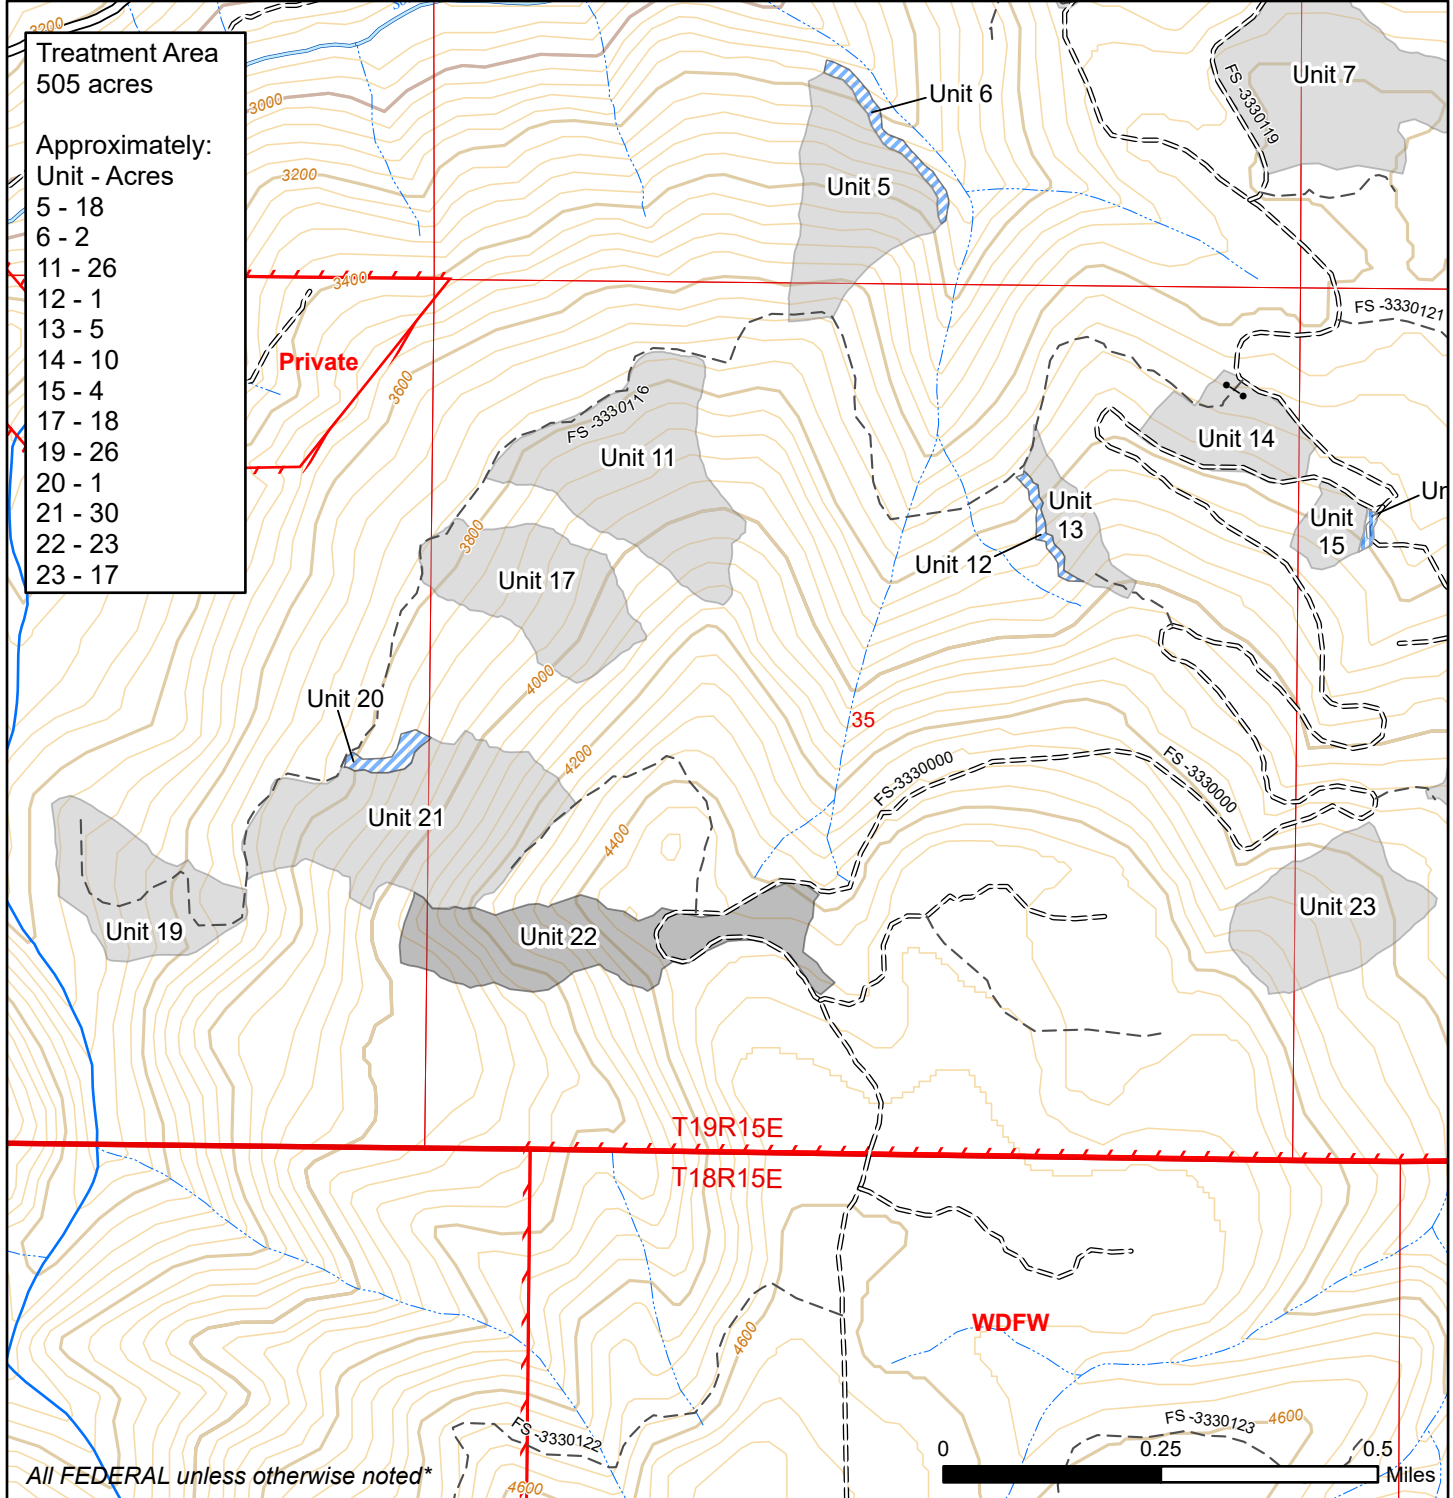 3200
Treatment Area
505 acres
Approximately:
Unit - Acres
5 - 18
6 - 2
11 - 26
12 - 1
13 - 5
14 - 10
15 - 4
17 - 18
19 - 26
20 - 1
21 - 30
22 - 23
23 - 17
3000
3200
3400
Private
3600
Unit 6
Unit 5
Unit 7
FS -3330119
FS -3330121
FS -3330116
Unit 11
Unit 14
Unit
13
Unit
15
Unit 12
3800
Unit 17
4000
Unit 20
35
4200
FS-3330000
FS-3330000
Unit 21
4400
Unit 19
Unit 22
Unit 23
T19R15E
T18R15E
WDFW
4600
FS -3330122
FS -3330123
4600
4600
0
0.25
0.5
Miles
All FEDERAL unless otherwise noted*